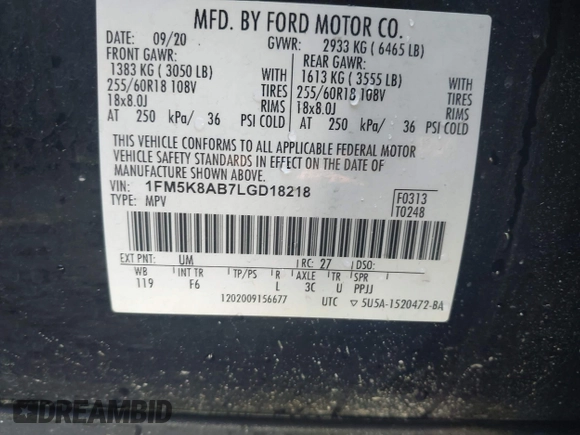 MFD. BY FORD MOTOR CO.
DATE: 09/20 GVWR: 2933 KG ( 6465 LB)
FRONT GAWR: REAR GAWR:
1383 KG ( 3050 LB) WITH 1613 KG ( 3555 LB) WITH
255/60R18 108V TIRES 255/60R18 108V TIRES
18x8.0J RIMS 18x8.0J RIMS
AT 250 kPa/ 36 PSI COLD AT 250 kPa/ 36 PSI COLD
THIS VEHICLE CONFORMS TO ALL APPLICABLE FEDERAL MOTOR
VEHICLE SAFETY STANDARDS IN EFFECT ON THE DATE OF
MANUFACTURE SHOWN ABOVE.
VIN: 1FM5K8AB7LGD18218 F0313
TYPE: MPV T0248
EXT PNT: UM RC: 27 DSO:
WB INT TR TP/PS R AXLE TR SPR
119 F6 L 3C U PPJJ
1202009156677 UTC ▽ 5U5A-1520472-BA
DREAMBID